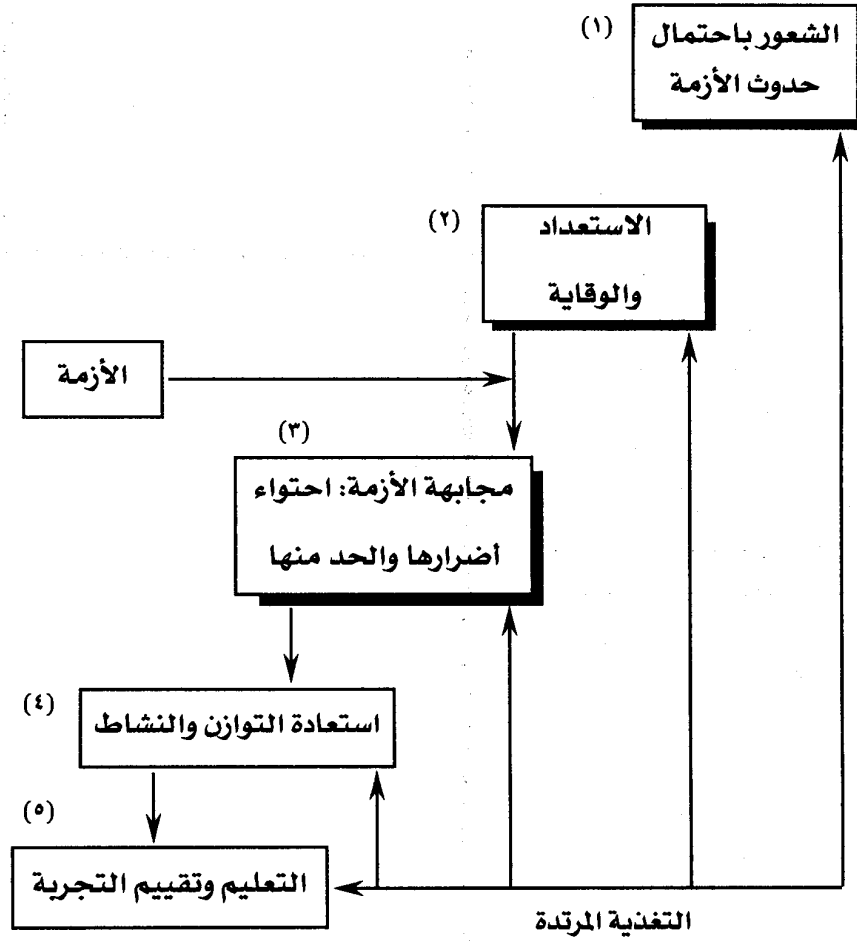 (١)
الشعور باحتمال
حدوث الأزمة
(٢)
الاستعداد
والوقاية
الأزمة
(٣)
مجابهة الأزمة: احتواء
أضرارها والحد منها
(٤)
استعادة التوازن والنشاط
(٥)
التعليم وتقييم التجربة
التغذية المرتدة